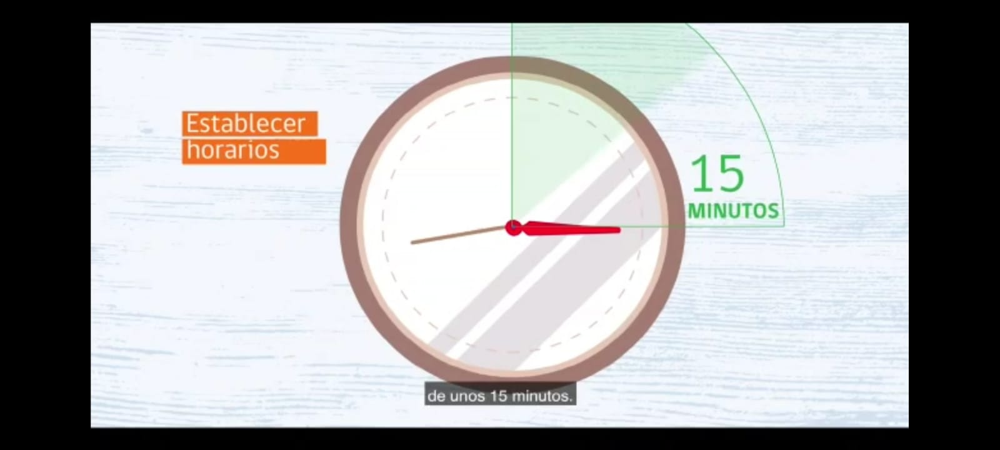 Establecer
horarios
15
MINUTOS
de unos 15 minutos.